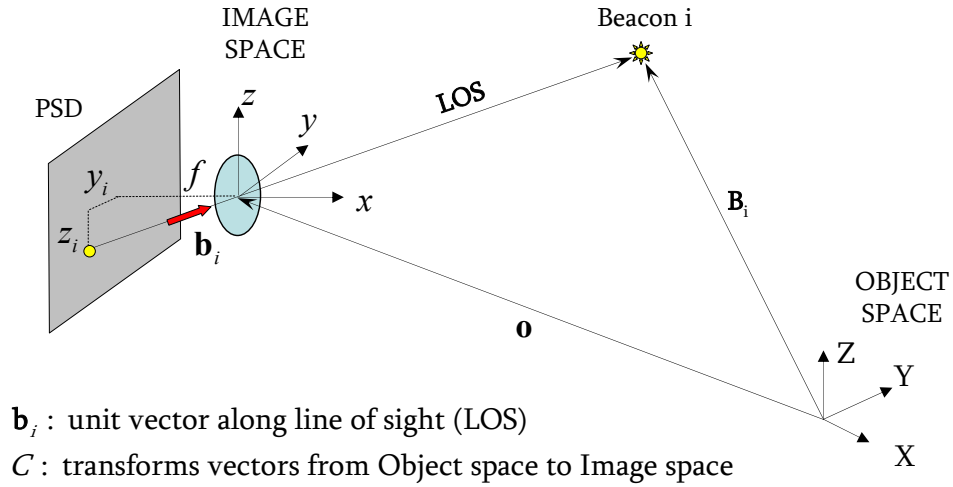 IMAGE
SPACE
Beacon i
PSD
z
y
LOS
f
y_i
x
z_i
b_i
B_i
OBJECT
SPACE
o
Z
Y
X
b_i : unit vector along line of sight (LOS)
C : transforms vectors from Object space to Image space